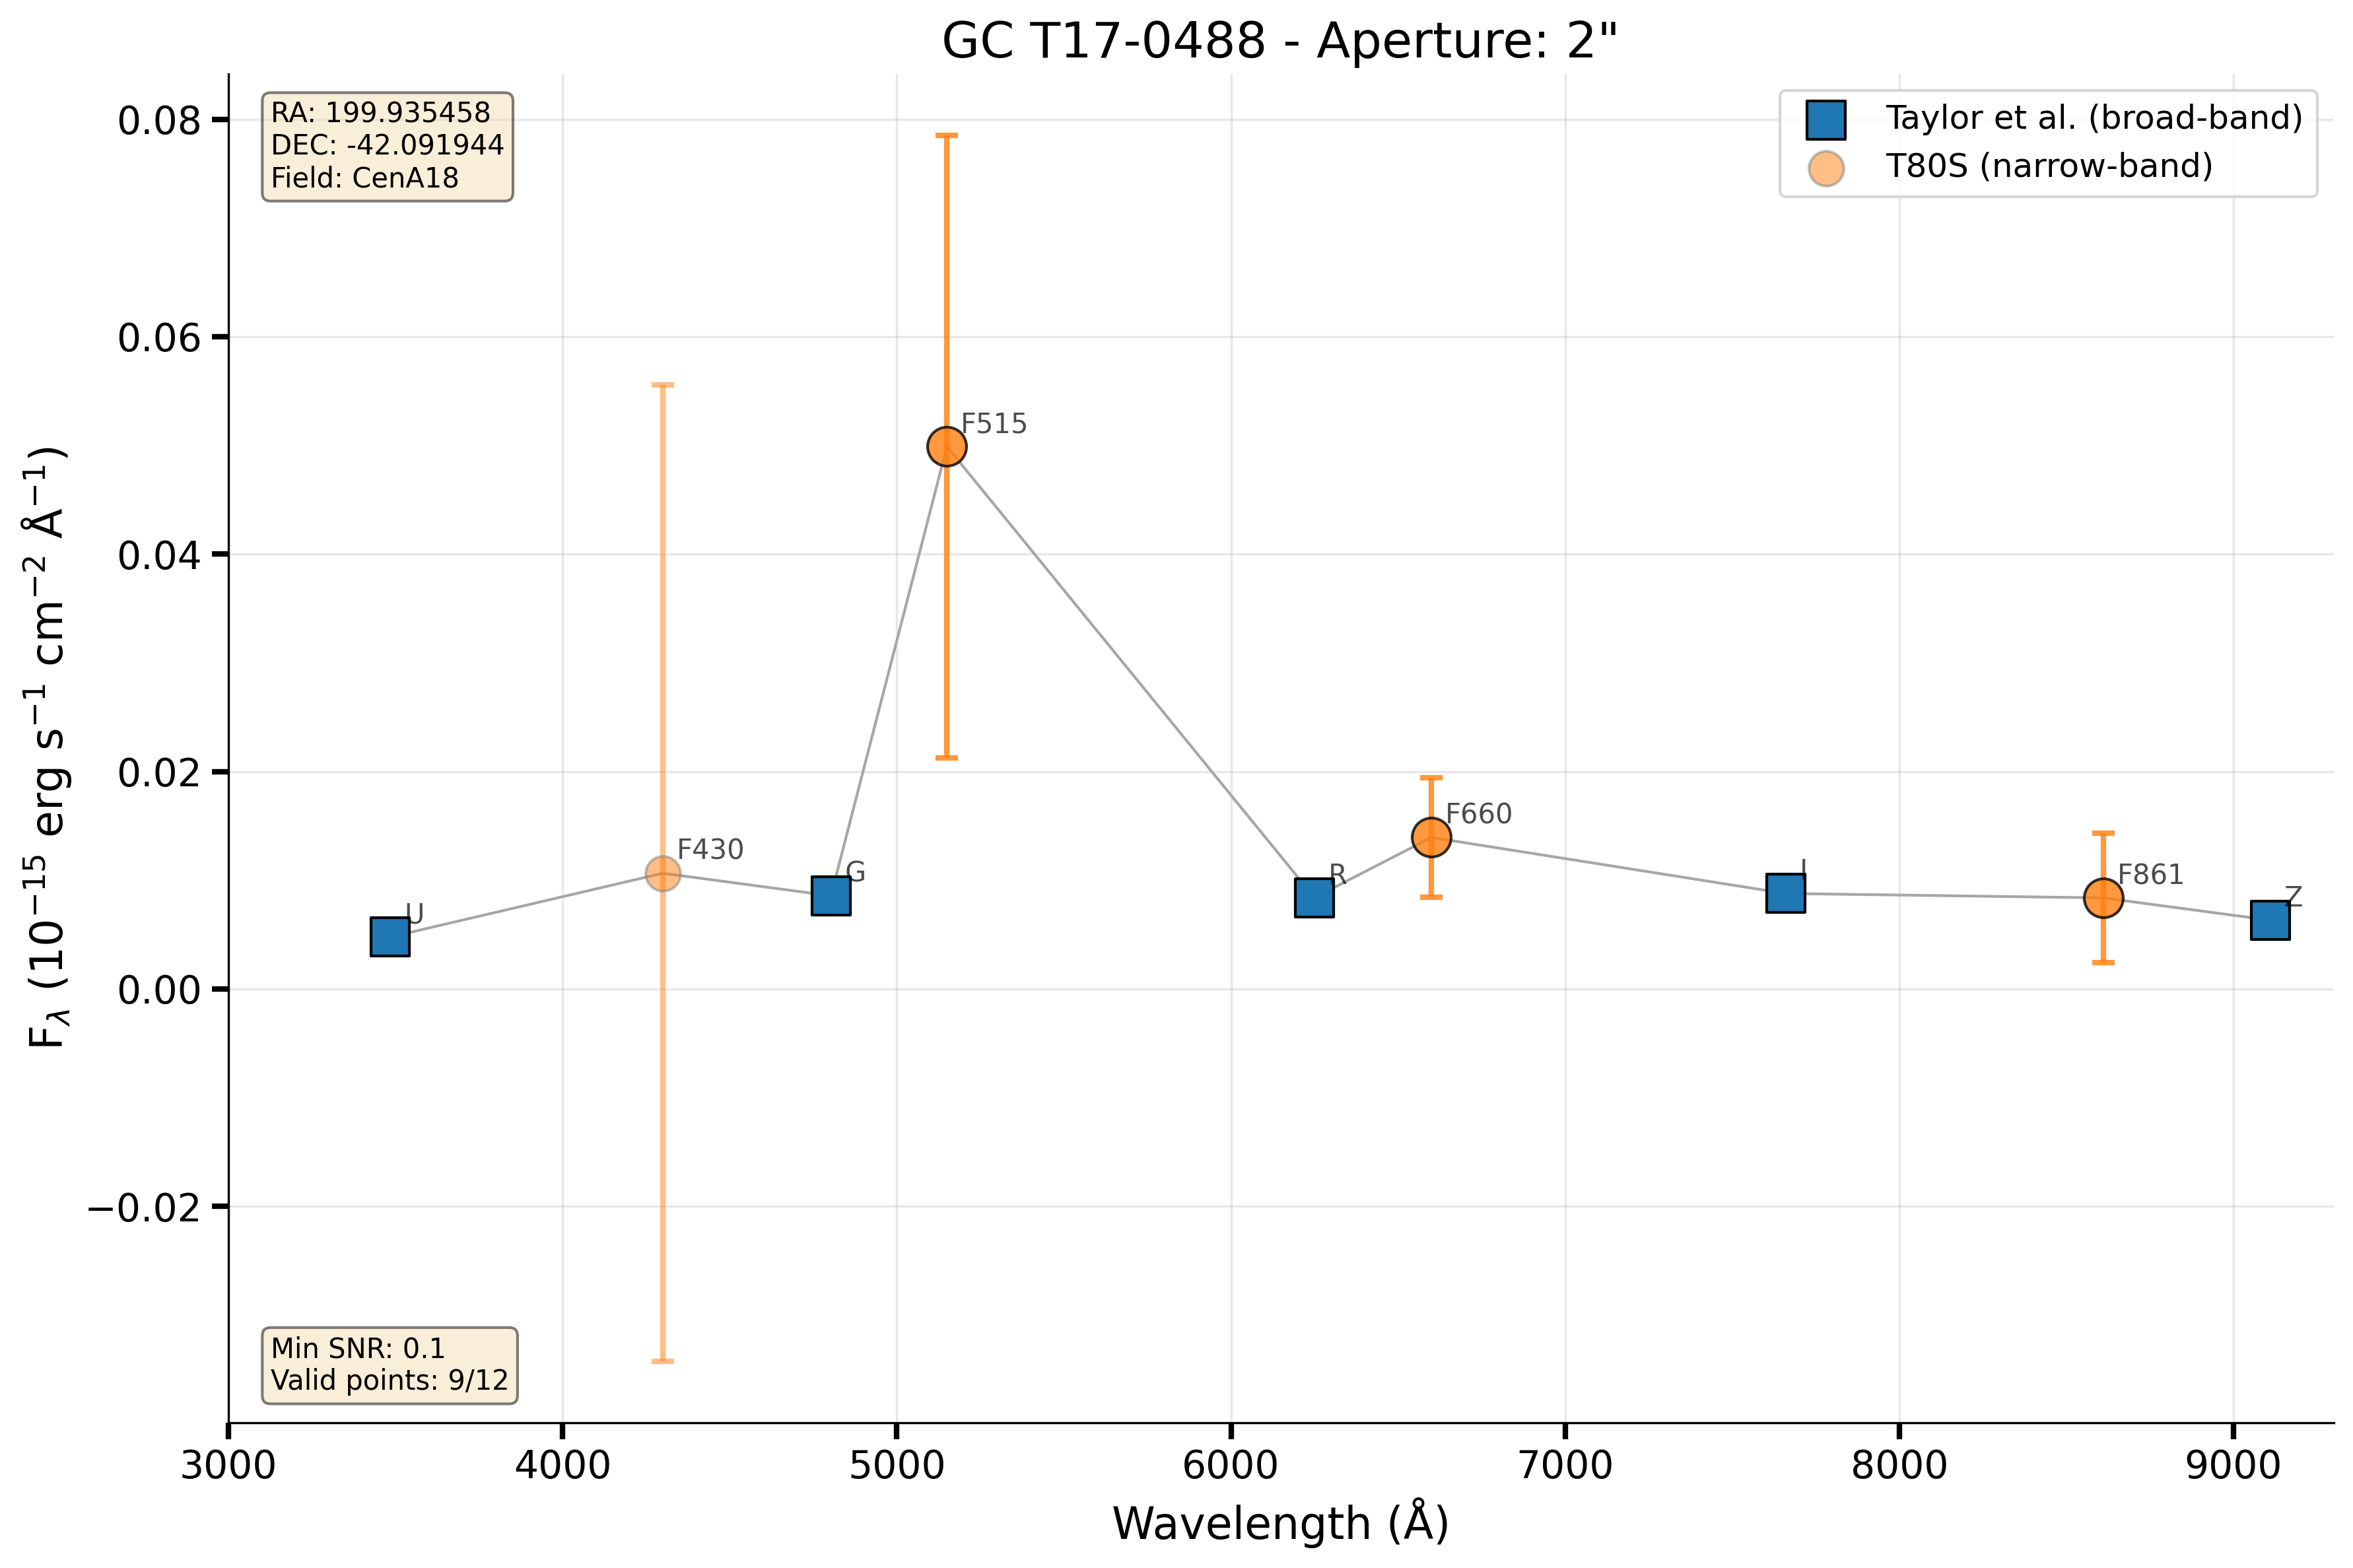 GC T17-0488 - Aperture: 2"
RA: 199.935458
DEC: -42.091944
Field: CenA18
Taylor et al. (broad-band)
T80S (narrow-band)
0.08
0.06
0.04
0.02
0.00
−0.02
F_λ (10⁻¹⁵ erg s⁻¹ cm⁻² Å⁻¹)
U
F430
G
F515
R
F660
I
F861
Z
Min SNR: 0.1
Valid points: 9/12
3000 4000 5000 6000 7000 8000 9000
Wavelength (Å)